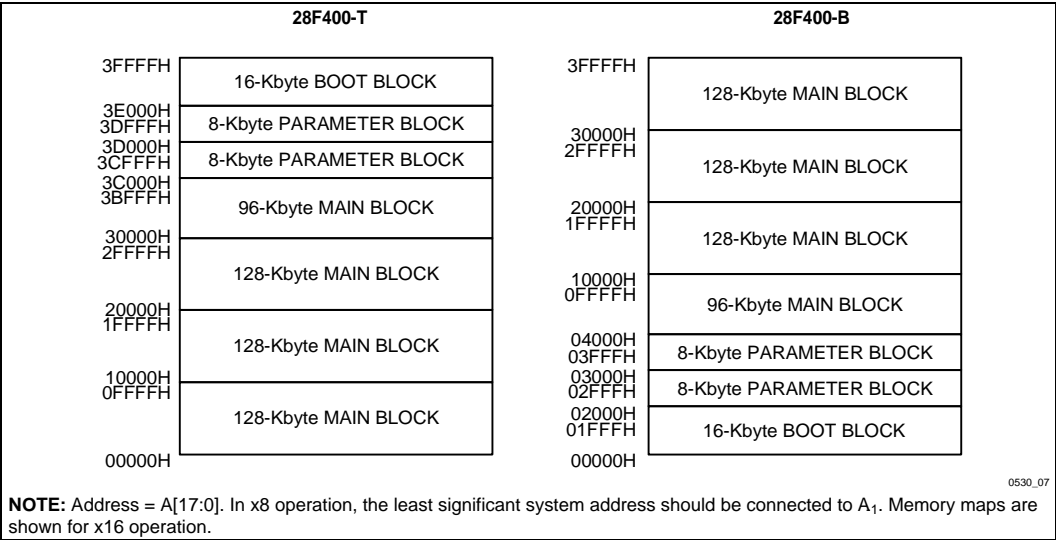 28F400-T
3FFFFH
16-Kbyte BOOT BLOCK
3E000H
3DFFFH
8-Kbyte PARAMETER BLOCK
3D000H
3CFFFH
8-Kbyte PARAMETER BLOCK
3C000H
3BFFFH
96-Kbyte MAIN BLOCK
30000H
2FFFFH
128-Kbyte MAIN BLOCK
20000H
1FFFFH
128-Kbyte MAIN BLOCK
10000H
0FFFFH
128-Kbyte MAIN BLOCK
00000H
28F400-B
3FFFFH
128-Kbyte MAIN BLOCK
30000H
2FFFFH
128-Kbyte MAIN BLOCK
20000H
1FFFFH
128-Kbyte MAIN BLOCK
10000H
0FFFFH
96-Kbyte MAIN BLOCK
04000H
03FFFH
8-Kbyte PARAMETER BLOCK
03000H
02FFFH
8-Kbyte PARAMETER BLOCK
02000H
01FFFH
16-Kbyte BOOT BLOCK
00000H
0530_07
NOTE: Address = A[17:0]. In x8 operation, the least significant system address should be connected to A₁. Memory maps are
shown for x16 operation.